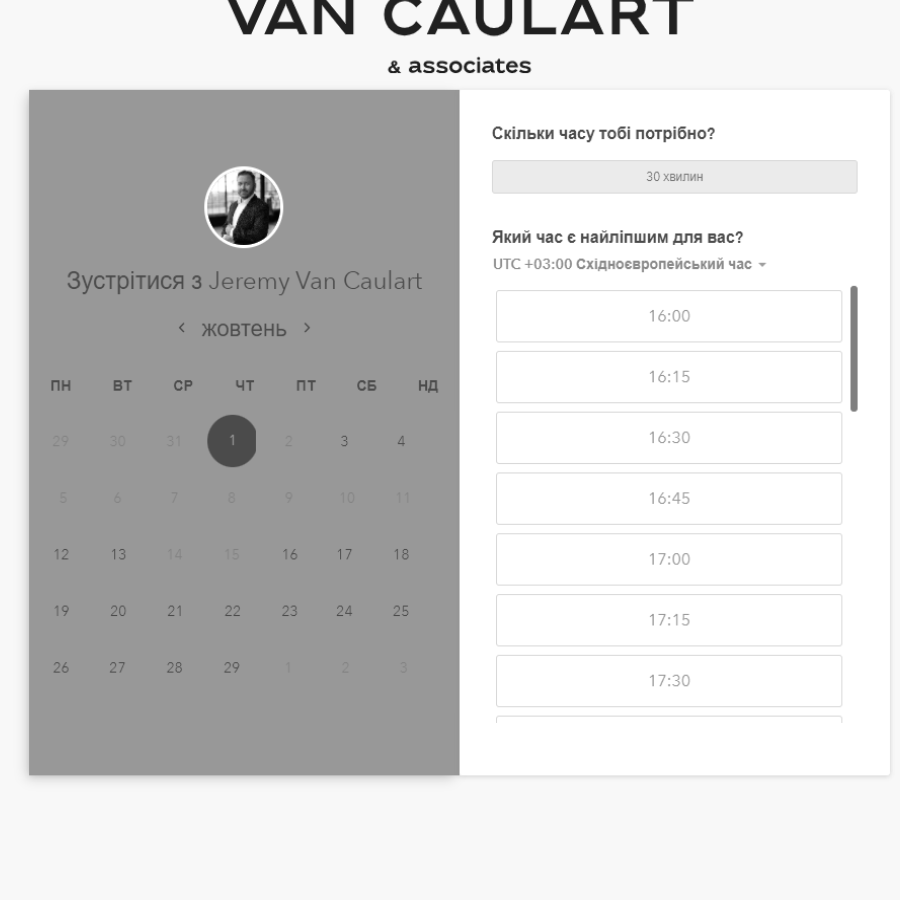 VAN CAULART
& associates
Зустрітися з Jeremy Van Caulart
жовтень
ПН ВТ СР ЧТ ПТ СБ НД
29 30 31 1 2 3 4
5 6 7 8 9 10 11
12 13 14 15 16 17 18
19 20 21 22 23 24 25
26 27 28 29 1 2 3
Скільки часу тобі потрібно?
30 хвилин
Який час є найліпшим для вас?
UTC +03:00 Східноєвропейський час
16:00
16:15
16:30
16:45
17:00
17:15
17:30